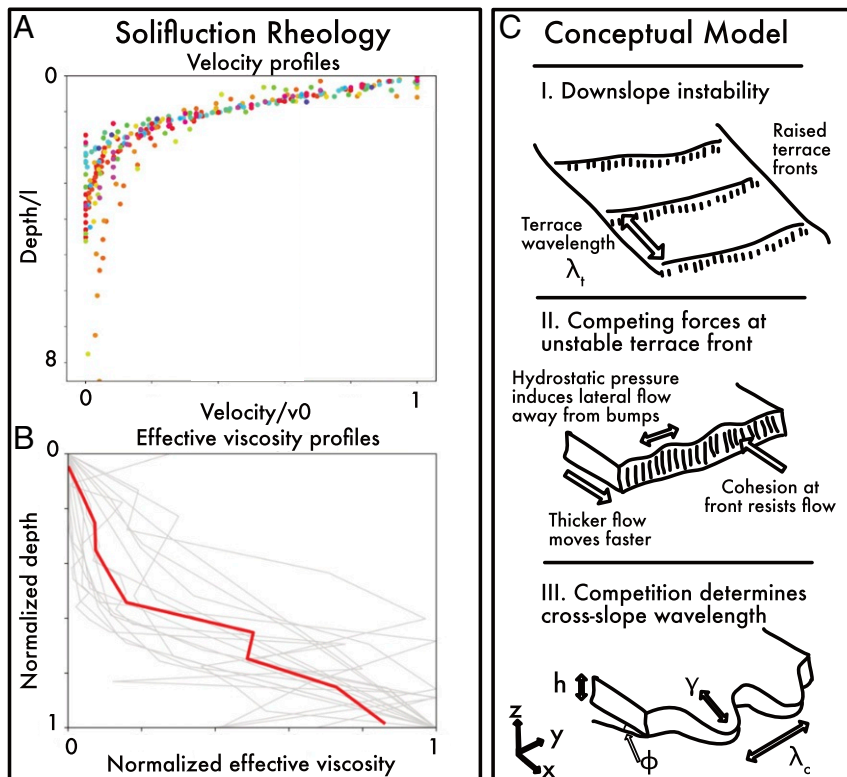 A
Solifluction Rheology
Velocity profiles
0
Depth/l
8
0
1
Velocity/v0
B
Effective viscosity profiles
0
Normalized depth
1
0
1
Normalized effective viscosity
C
Conceptual Model
I. Downslope instability
Raised
terrace
fronts
Terrace
wavelength
λt
II. Competing forces at
unstable terrace front
Hydrostatic pressure
induces lateral flow
away from bumps
Thicker flow
moves faster
Cohesion at
front resists flow
III. Competition determines
cross-slope wavelength
h
γ
z
y
x
ϕ
λc